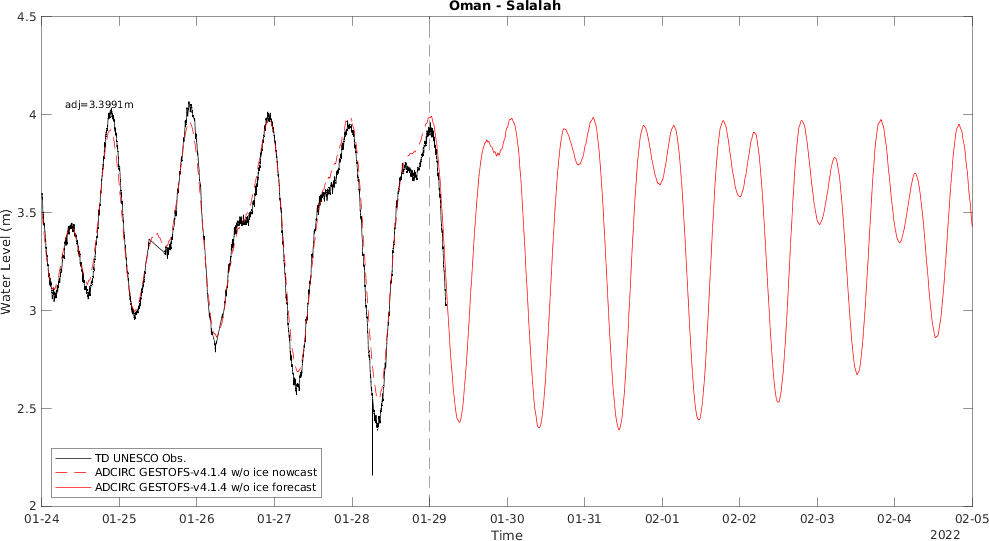 Oman - Salalah
4.5
4
3.5
3
2.5
2
Water Level (m)
adj=3.3991m
TD UNESCO Obs.
ADCIRC GESTOFS-v4.1.4 w/o ice nowcast
ADCIRC GESTOFS-v4.1.4 w/o ice forecast
01-24 01-25 01-26 01-27 01-28 01-29 01-30 01-31 02-01 02-02 02-03 02-04 02-05
Time
2022